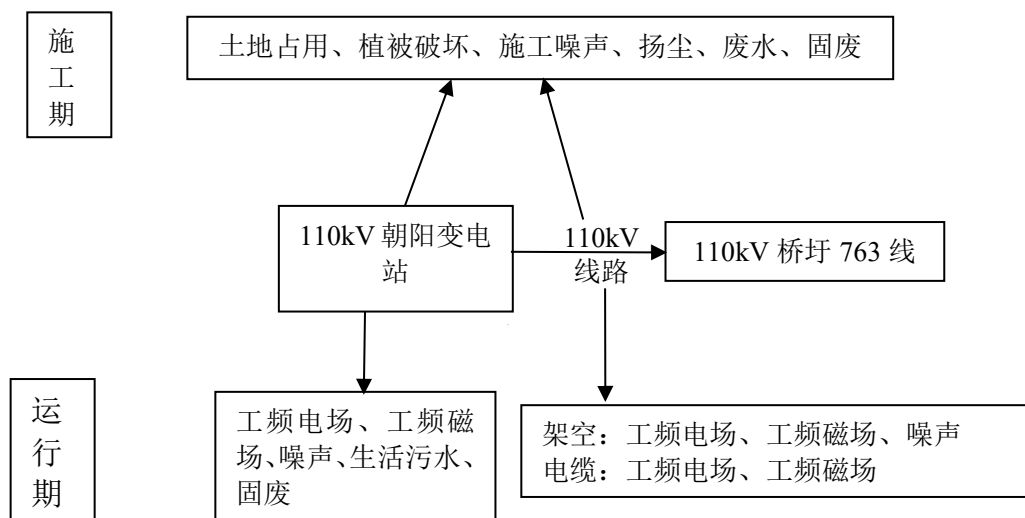 施
工
期
土地占用、植被破坏、施工噪声、扬尘、废水、固废
110kV 朝阳变电
站
110kV
线路
110kV 桥圩 763 线
运
行
期
工频电场、工频磁
场、噪声、生活污水、
固废
架空：工频电场、工频磁场、噪声
电缆：工频电场、工频磁场